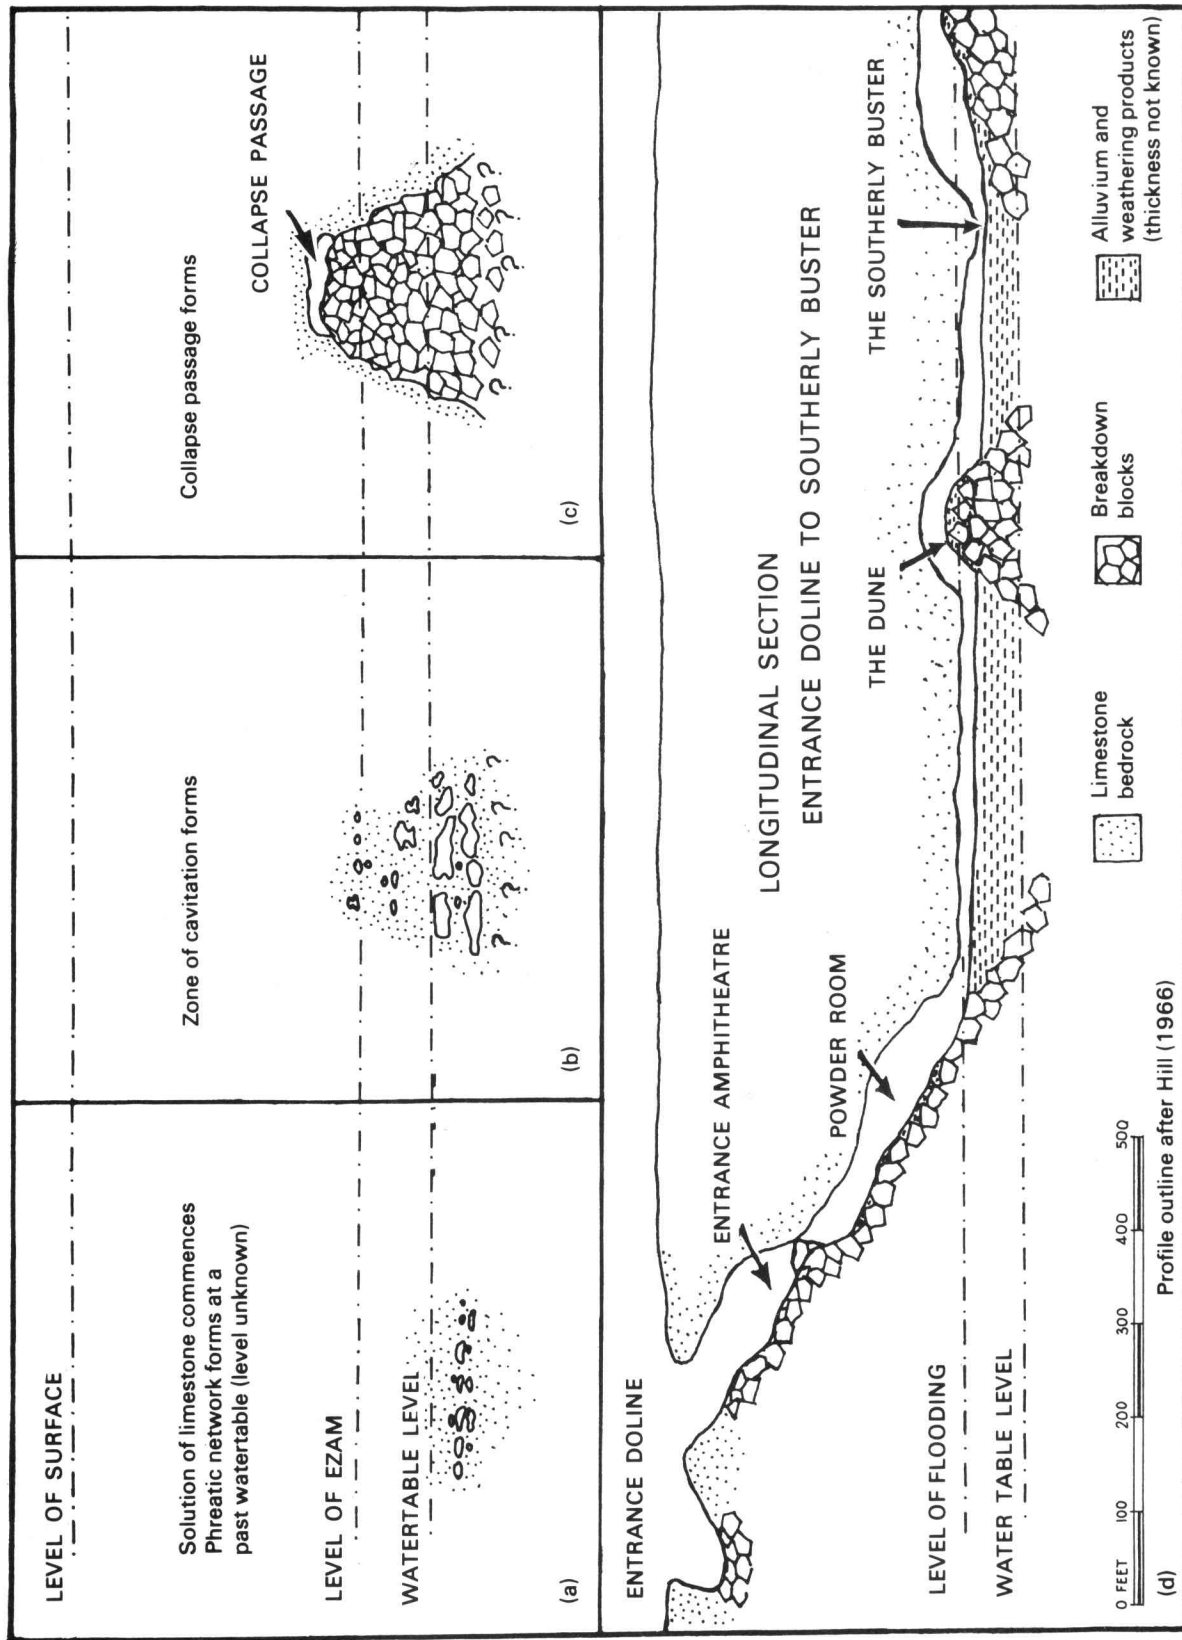 LEVEL OF SURFACE
Solution of limestone commences
Phreatic network forms at a
past watertable (level unknown)
LEVEL OF EZAM
WATERTABLE LEVEL
(a)
Zone of cavitation forms
? ? ? ? ? ?
(b)
Collapse passage forms
COLLAPSE PASSAGE
? ? ? ? ?
(c)
ENTRANCE DOLINE
ENTRANCE AMPHITHEATRE
POWDER ROOM
LONGITUDINAL SECTION
ENTRANCE DOLINE TO SOUTHERLY BUSTER
THE DUNE
THE SOUTHERLY BUSTER
LEVEL OF FLOODING
WATER TABLE LEVEL
0 FEET 100 200 300 400 500
(d)
Profile outline after Hill (1966)
Limestone
bedrock
Breakdown
blocks
Alluvium and
weathering products
(thickness not known)